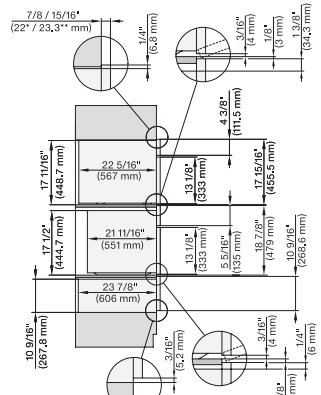 7/8 / 15/16"
(22* / 23.3** mm)
1/4"
(6.8 mm)
3/16"
(4 mm)
1/8"
(3 mm)
1 3/8"
(34.3 mm)
4 3/8"
(111.5 mm)
17 11/16"
(448.7 mm)
22 5/16"
(567 mm)
13 1/8"
(333 mm)
17 15/16"
(455.5 mm)
17 1/2"
(444.7 mm)
21 11/16"
(551 mm)
13 1/8"
(333 mm)
5 5/16"
(135 mm)
18 7/8"
(479 mm)
10 9/16"
(268.6 mm)
23 7/8"
(606 mm)
10 9/16"
(267.8 mm)
3/16"
(5.2 mm)
3/16"
(4 mm)
1/4"
(6 mm)
/8"
mm)